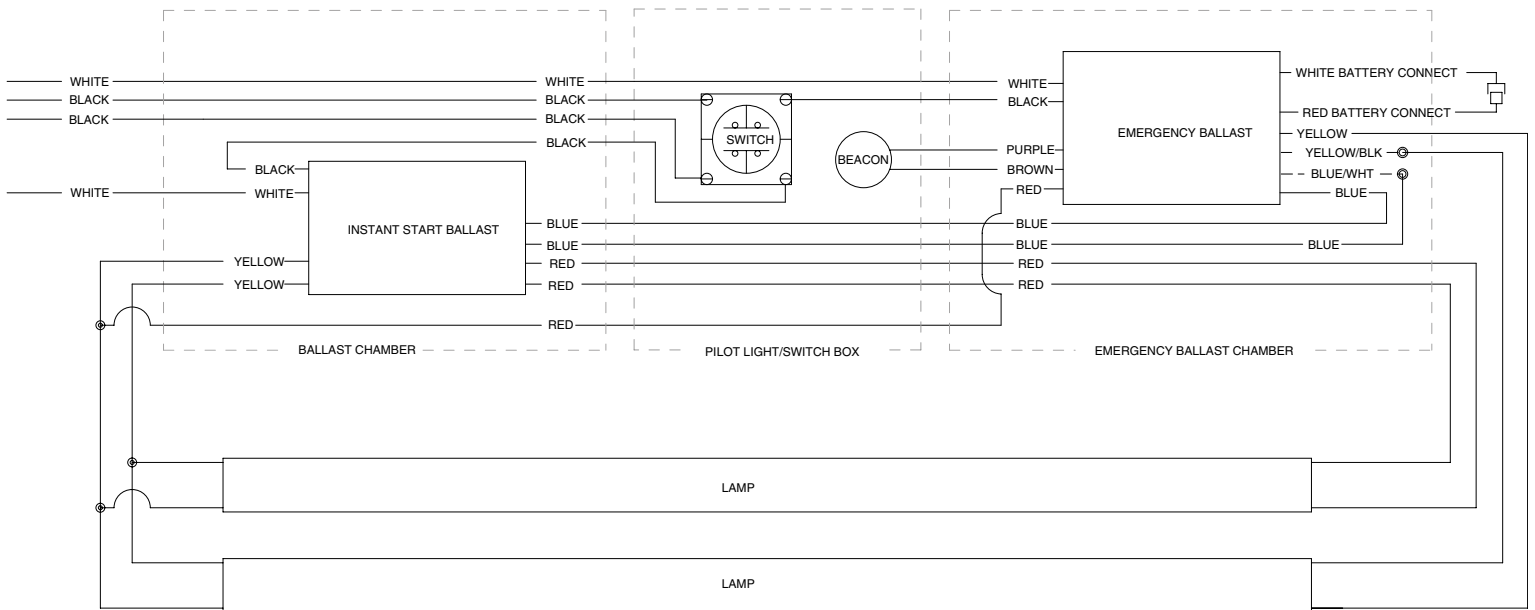 WHITE WHITE WHITE WHITE BATTERY CONNECT
BLACK BLACK BLACK
RED BATTERY CONNECT
BLACK BLACK
EMERGENCY BALLAST YELLOW
BLACK SWITCH
PURPLE YELLOW/BLK
BEACON
BLACK BROWN BLUE/WHT
WHITE WHITE RED BLUE
INSTANT START BALLAST BLUE BLUE
BLUE BLUE BLUE
YELLOW RED RED
YELLOW RED RED
RED
BALLAST CHAMBER PILOT LIGHT/SWITCH BOX EMERGENCY BALLAST CHAMBER
LAMP
LAMP